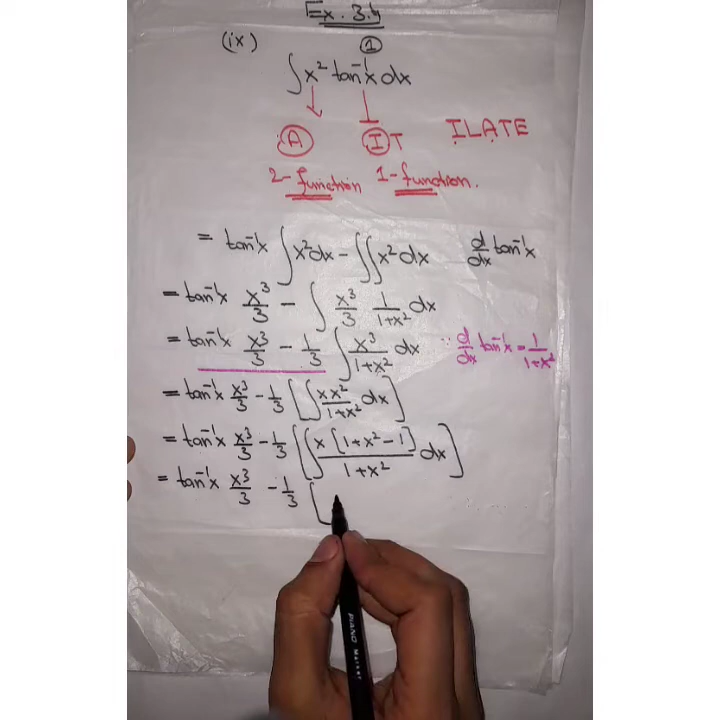 Ex. 3.4
(ix) ①
∫x² tan⁻¹x dx
Ⓐ Ⓘ T ILATE
2-function 1-function.
= tan⁻¹x ∫x²dx - ∫∫x²dx d/dx tan⁻¹x
= tan⁻¹x x³/3 - ∫ x³/3 1/1+x² dx
= tan⁻¹x x³/3 - 1/3 ∫ x³/1+x² dx ∵ d/dx tan⁻¹x = 1/1+x²
= tan⁻¹x x³/3 - 1/3 [∫ xx²/1+x² dx]
= tan⁻¹x x³/3 - 1/3 [∫ x[1+x²-1]/1+x² dx]
= tan⁻¹x x³/3 - 1/3 [
PIANO Marker